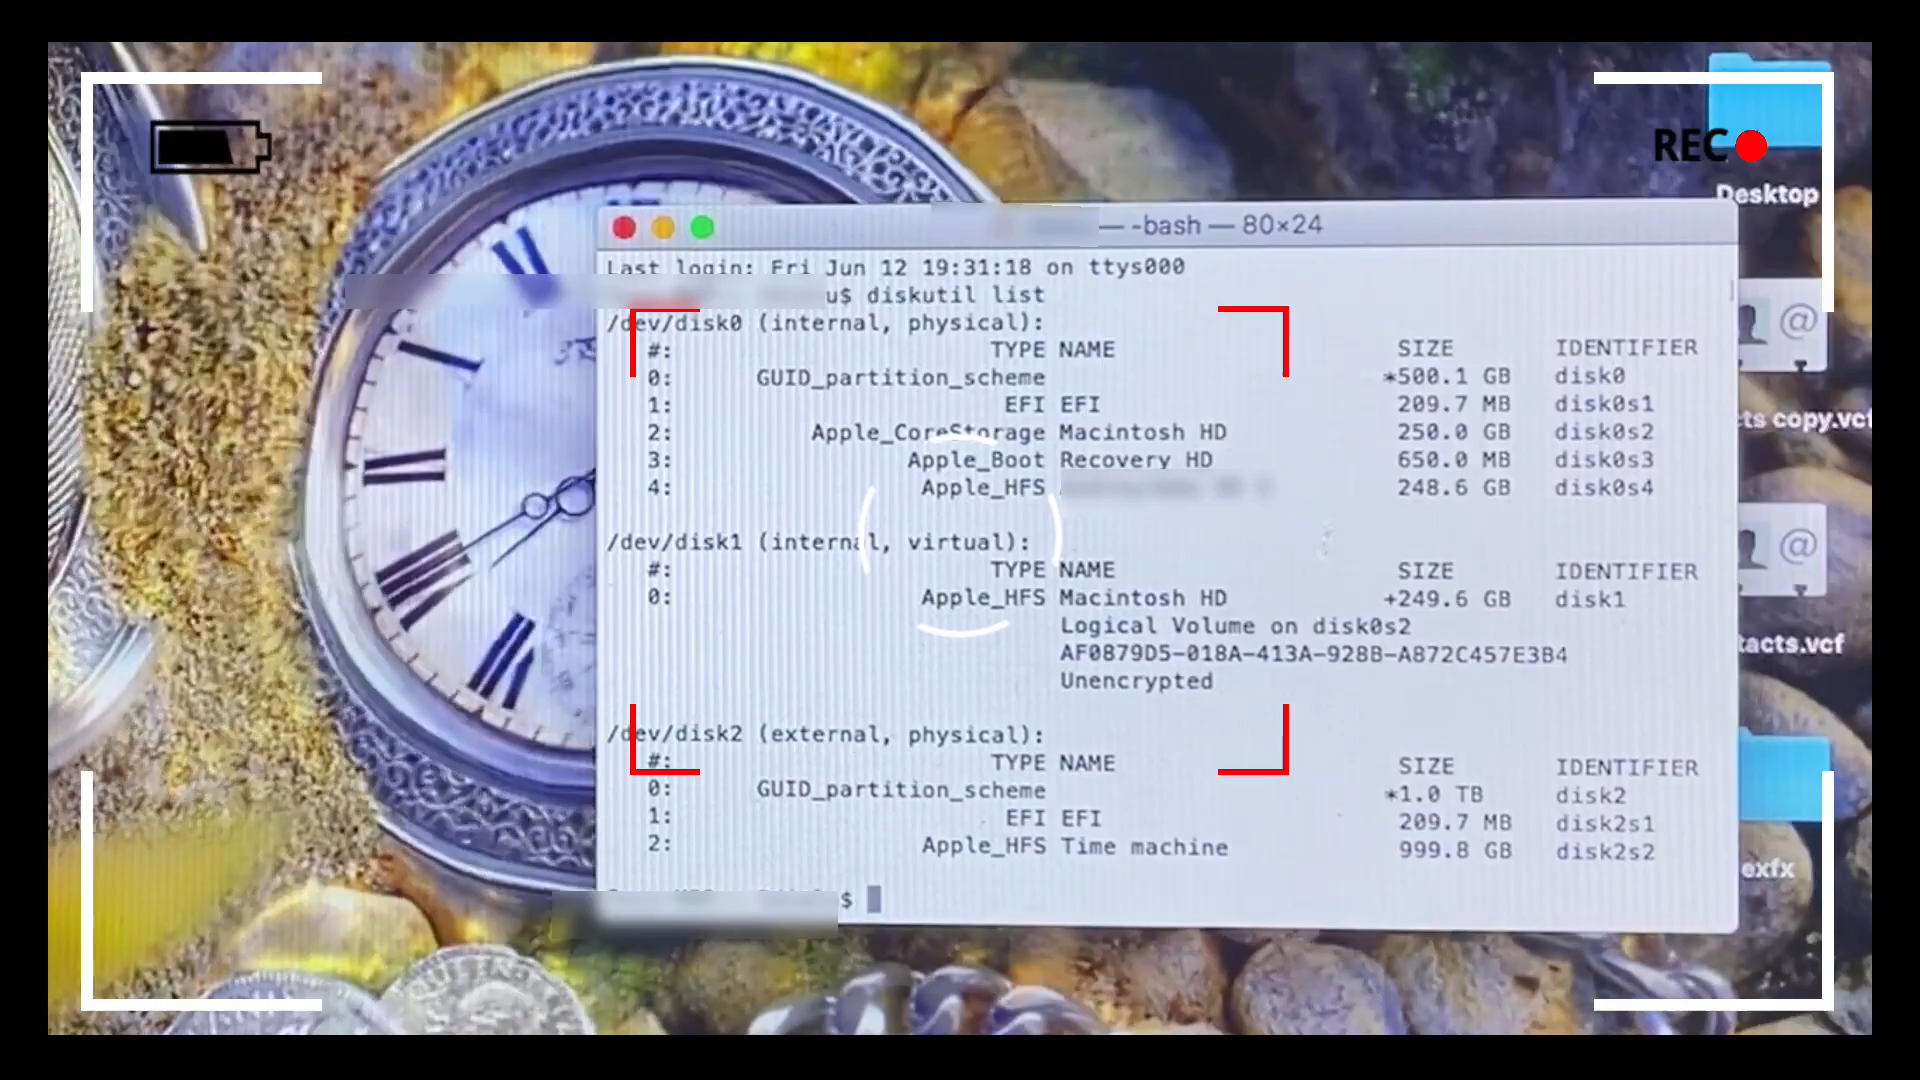 REC
Desktop
— -bash — 80×24
Last login: Fri Jun 12 19:31:18 on ttys000
u$ diskutil list
/dev/disk0 (internal, physical):
#: TYPE NAME SIZE IDENTIFIER
0: GUID_partition_scheme *500.1 GB disk0
1: EFI EFI 209.7 MB disk0s1
2: Apple_CoreStorage Macintosh HD 250.0 GB disk0s2
3: Apple_Boot Recovery HD 650.0 MB disk0s3
4: Apple_HFS 248.6 GB disk0s4
/dev/disk1 (internal, virtual):
#: TYPE NAME SIZE IDENTIFIER
0: Apple_HFS Macintosh HD +249.6 GB disk1
Logical Volume on disk0s2
AF0879D5-018A-413A-928B-A872C457E3B4
Unencrypted
/dev/disk2 (external, physical):
#: TYPE NAME SIZE IDENTIFIER
0: GUID_partition_scheme *1.0 TB disk2
1: EFI EFI 209.7 MB disk2s1
2: Apple_HFS Time machine 999.8 GB disk2s2
$
@
cts copy.vcf
@
tacts.vcf
exfx